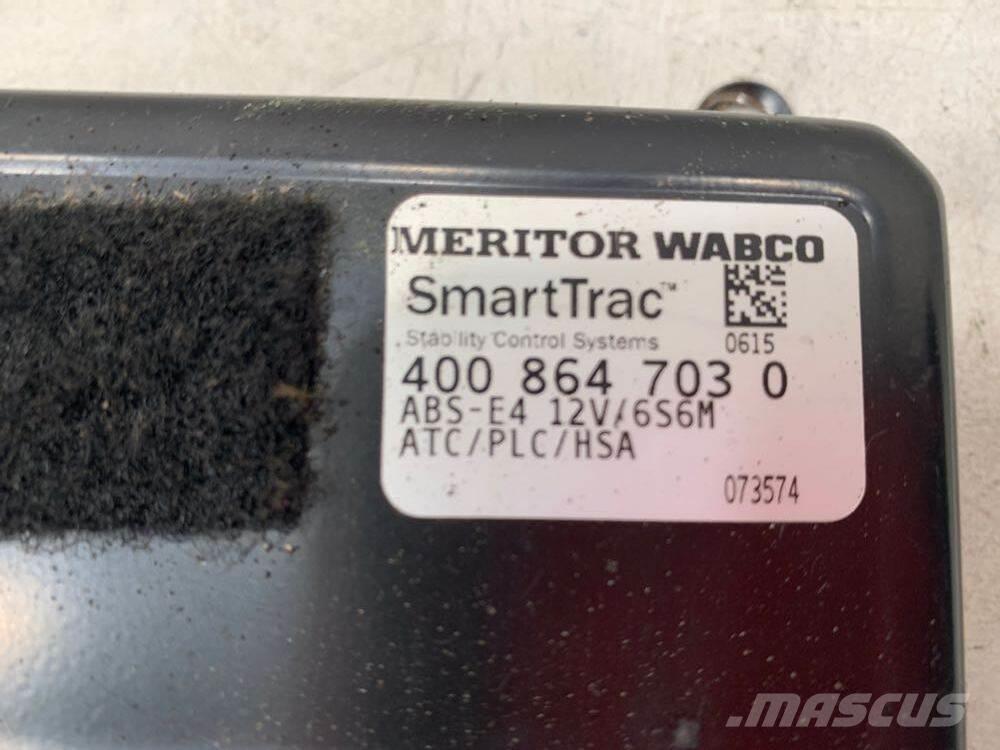 MERITOR WABCO
SmartTrac™
Stability Control Systems
0615
400 864 703 0
ABS-E4 12V/6S6M
ATC/PLC/HSA
073574
MASCUS